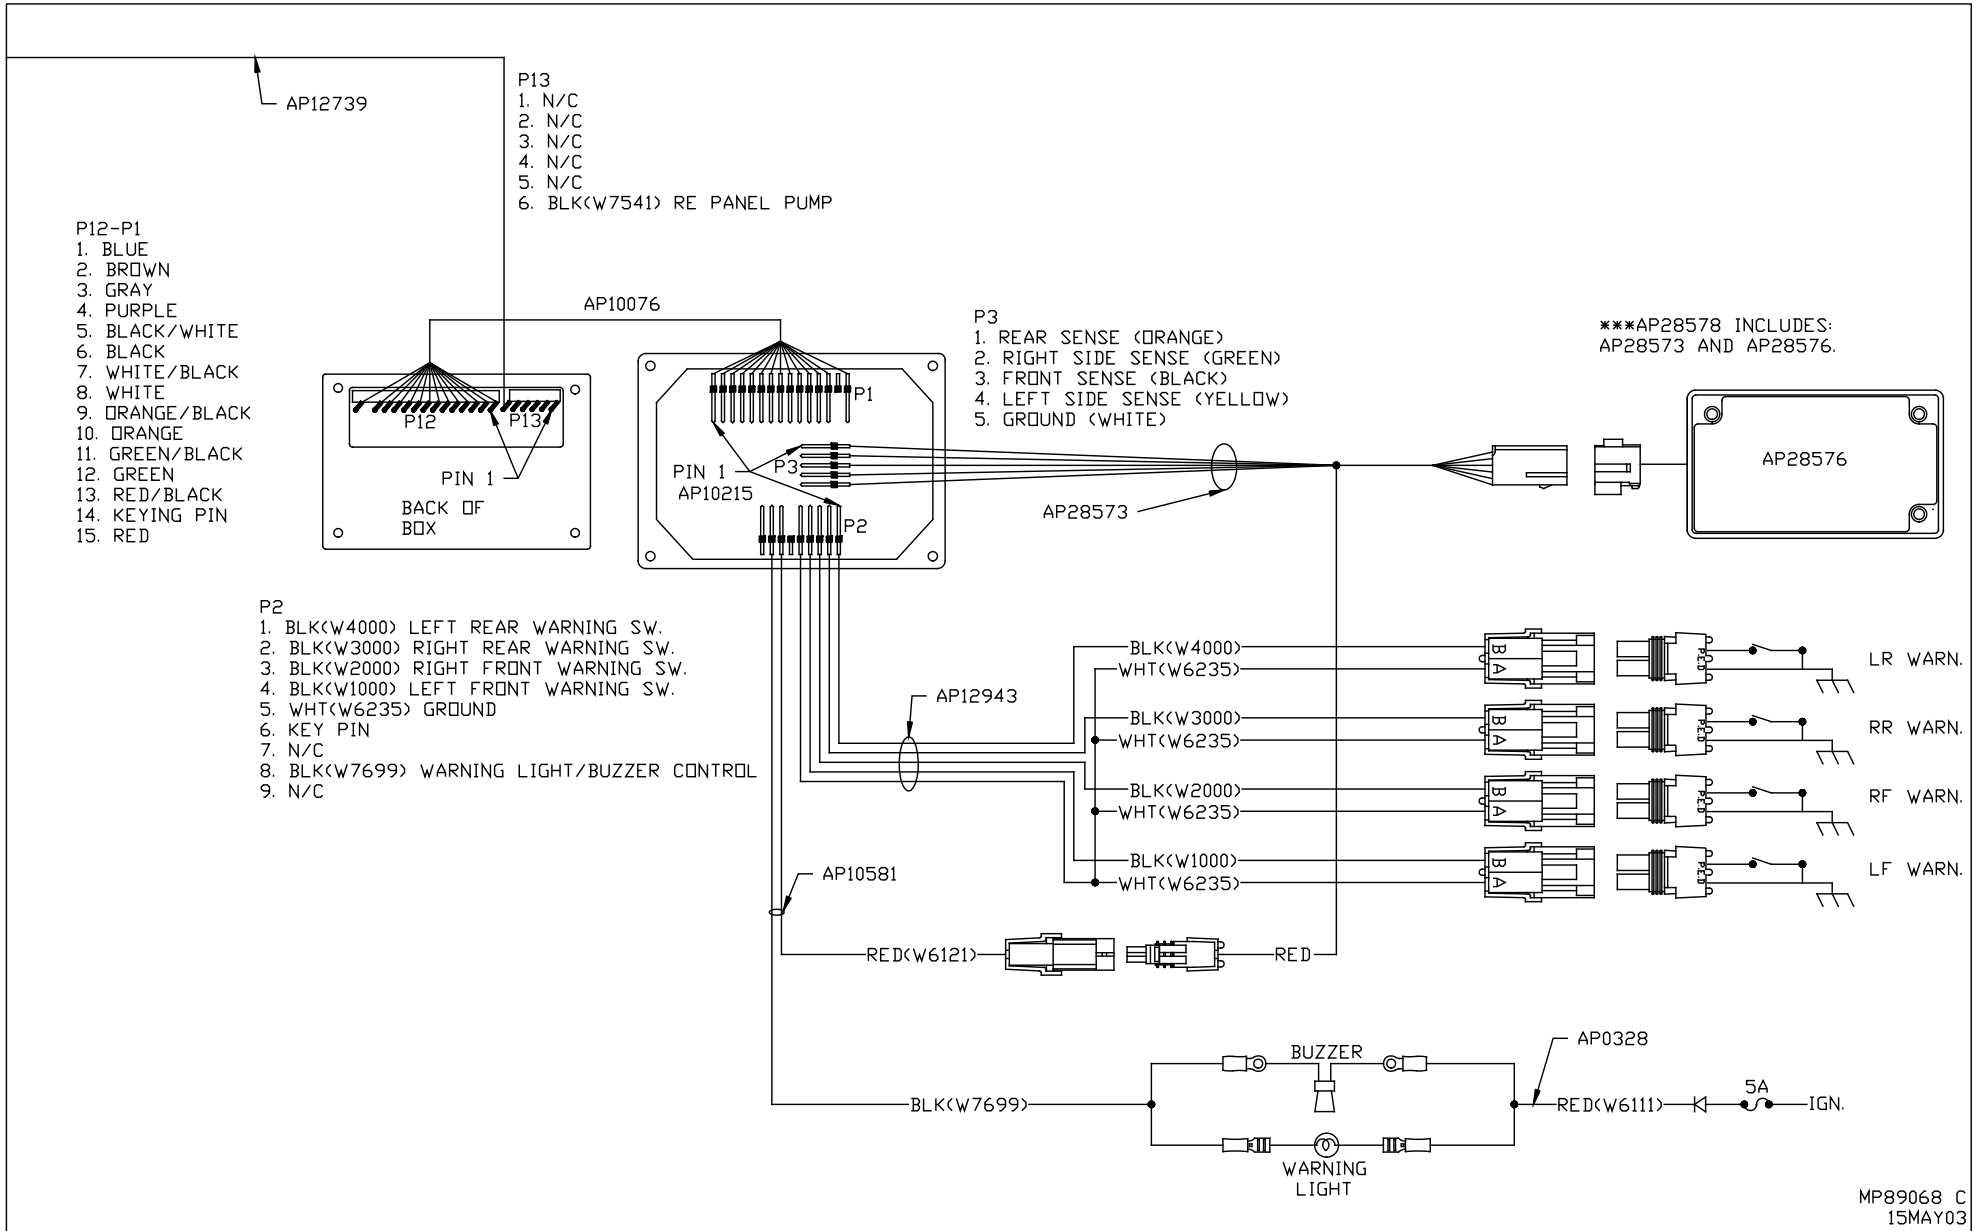 AP12739
P13
1. N/C
2. N/C
3. N/C
4. N/C
5. N/C
6. BLK(W7541) RE PANEL PUMP
P12-P1
1. BLUE
2. BROWN
3. GRAY
4. PURPLE
5. BLACK/WHITE
6. BLACK
7. WHITE/BLACK
8. WHITE
9. ORANGE/BLACK
10. ORANGE
11. GREEN/BLACK
12. GREEN
13. RED/BLACK
14. KEYING PIN
15. RED
AP10076
P12
P13
PIN 1
BACK OF
BOX
P1
PIN 1
P3
AP10215
P2
P3
1. REAR SENSE (ORANGE)
2. RIGHT SIDE SENSE (GREEN)
3. FRONT SENSE (BLACK)
4. LEFT SIDE SENSE (YELLOW)
5. GROUND (WHITE)
AP28573
***AP28578 INCLUDES:
AP28573 AND AP28576.
AP28576
P2
1. BLK(W4000) LEFT REAR WARNING SW.
2. BLK(W3000) RIGHT REAR WARNING SW.
3. BLK(W2000) RIGHT FRONT WARNING SW.
4. BLK(W1000) LEFT FRONT WARNING SW.
5. WHT(W6235) GROUND
6. KEY PIN
7. N/C
8. BLK(W7699) WARNING LIGHT/BUZZER CONTROL
9. N/C
AP12943
BLK(W4000)
WHT(W6235)
B
A
P.E.D
LR WARN.
BLK(W3000)
WHT(W6235)
B
A
P.E.D
RR WARN.
BLK(W2000)
WHT(W6235)
B
A
P.E.D
RF WARN.
BLK(W1000)
WHT(W6235)
B
A
P.E.D
LF WARN.
AP10581
RED(W6121)
RED
AP0328
BUZZER
BLK(W7699)
RED(W6111)
5A
IGN.
WARNING
LIGHT
MP89068 C
15MAY03